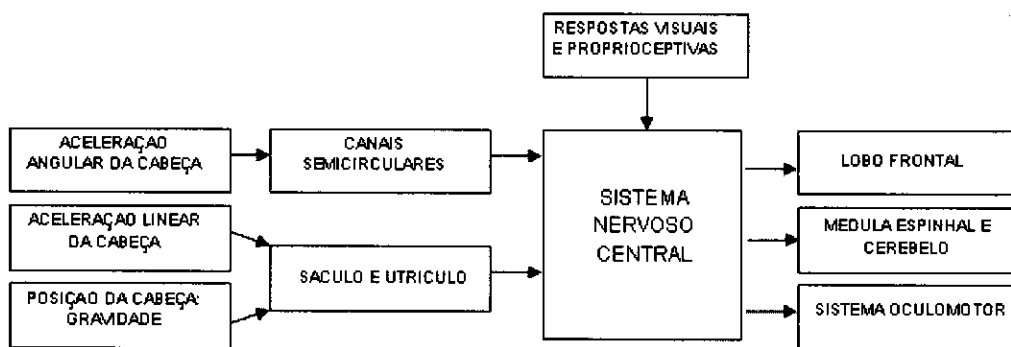 RESPOSTAS VISUAIS
E PROPRIOCEPTIVAS
ACELERAÇÃO
ANGULAR DA CABEÇA
CANAIS
SEMICIRCULARES
SISTEMA
NERVOSO
CENTRAL
LOBO FRONTAL
ACELERAÇAO LINEAR
DA CABEÇA
MEDULA ESPINHAL E
CEREBELO
SACULO E UTRICULO
POSIÇAO DA CABEÇA:
GRAVIDADE
SISTEMA OCULOMOTOR